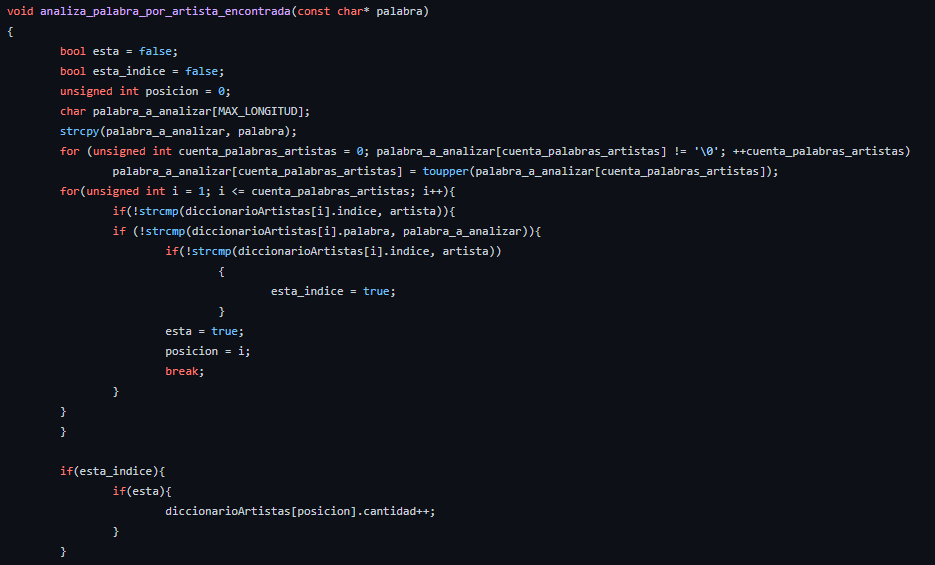 void analiza_palabra_por_artista_encontrada(const char* palabra)
{
bool esta = false;
bool esta_indice = false;
unsigned int posicion = 0;
char palabra_a_analizar[MAX_LONGITUD];
strcpy(palabra_a_analizar, palabra);
for (unsigned int cuenta_palabras_artistas = 0; palabra_a_analizar[cuenta_palabras_artistas] != '\0'; ++cuenta_palabras_artistas)
palabra_a_analizar[cuenta_palabras_artistas] = toupper(palabra_a_analizar[cuenta_palabras_artistas]);
for(unsigned int i = 1; i <= cuenta_palabras_artistas; i++){
if(!strcmp(diccionarioArtistas[i].indice, artista)){
if (!strcmp(diccionarioArtistas[i].palabra, palabra_a_analizar)){
if(!strcmp(diccionarioArtistas[i].indice, artista))
{
esta_indice = true;
}
esta = true;
posicion = i;
break;
}
}
}
if(esta_indice){
if(esta){
diccionarioArtistas[posicion].cantidad++;
}
}